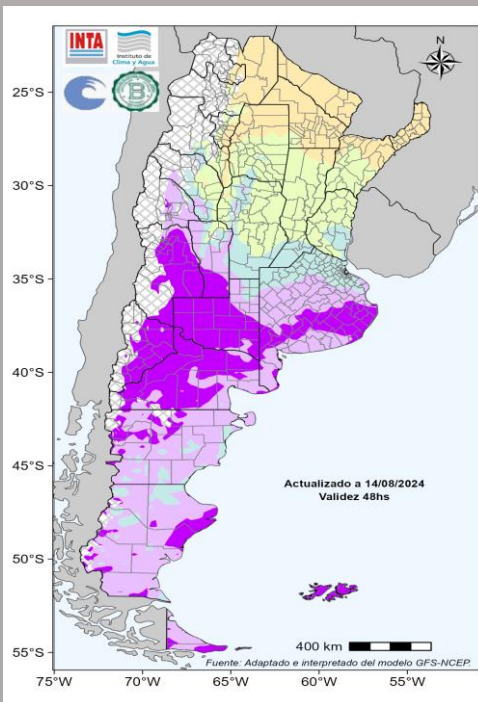 INTA
Instituto de
Clima y Agua
B
N
25°S
30°S
35°S
40°S
45°S
50°S
55°S
Actualizado a 14/08/2024
Validez 48hs
400 km
Fuente: Adaptado e interpretado del modelo GFS-NCEP.
75°W
70°W
65°W
60°W
55°W